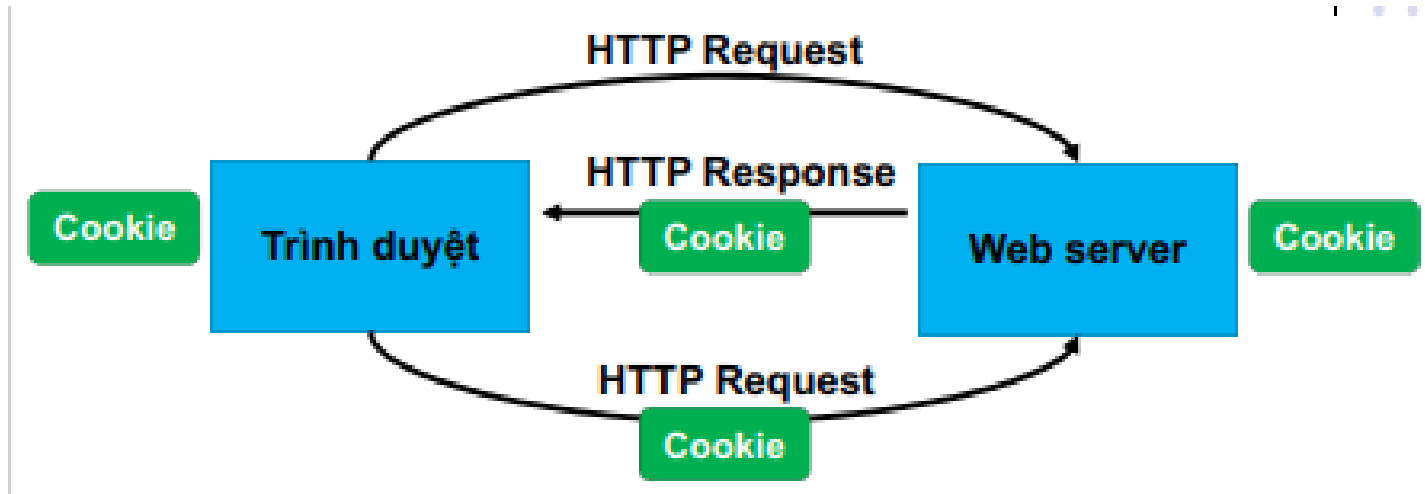 HTTP Request
HTTP Response
Cookie
Trình duyệt
Cookie
Web server
Cookie
HTTP Request
Cookie